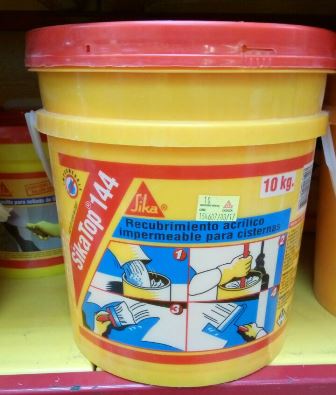 SikaTop® 144
Sika®
10 kg.
Recubrimiento acrílico
impermeable para cisternas
1
2
3
4